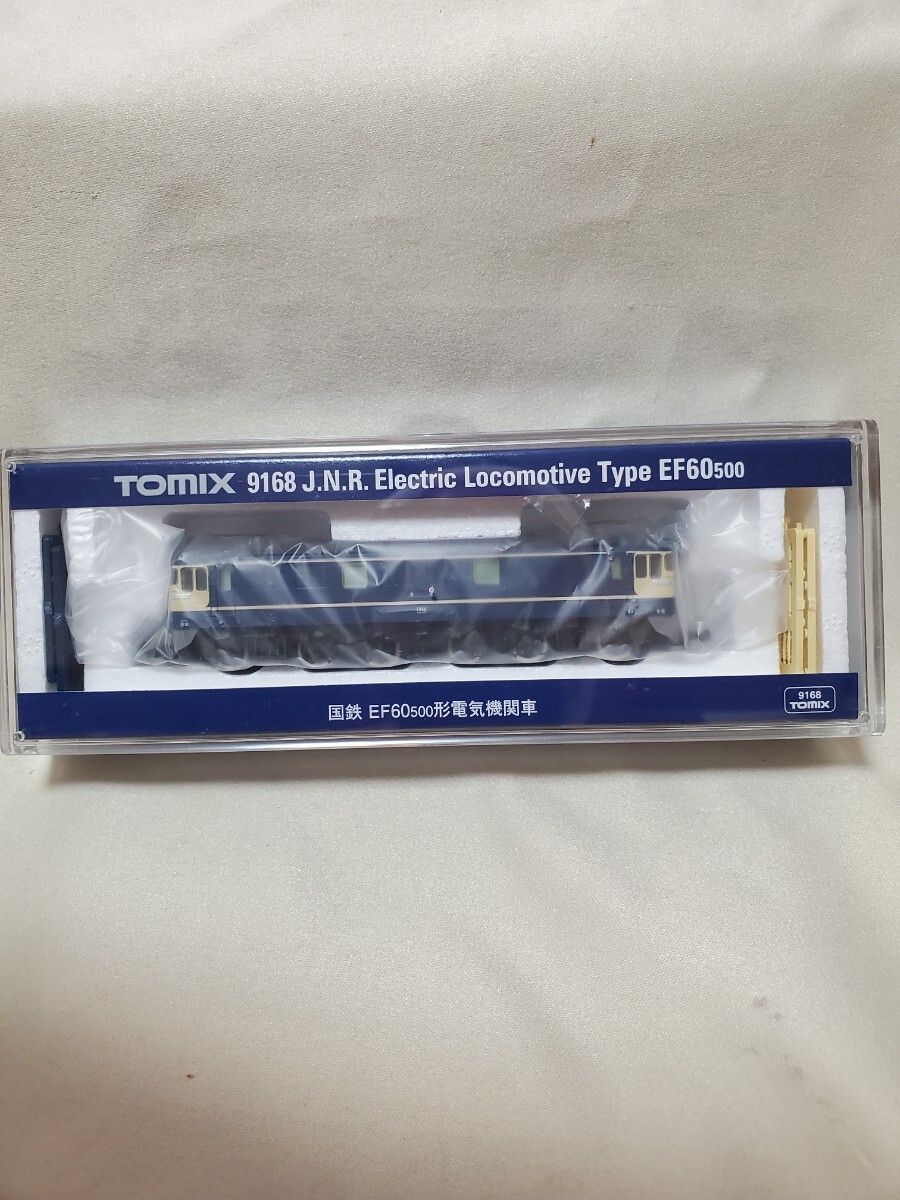 TOMIX 9168 J.N.R. Electric Locomotive Type EF60500
国鉄 EF60500形電気機関車
9168
TOMIX